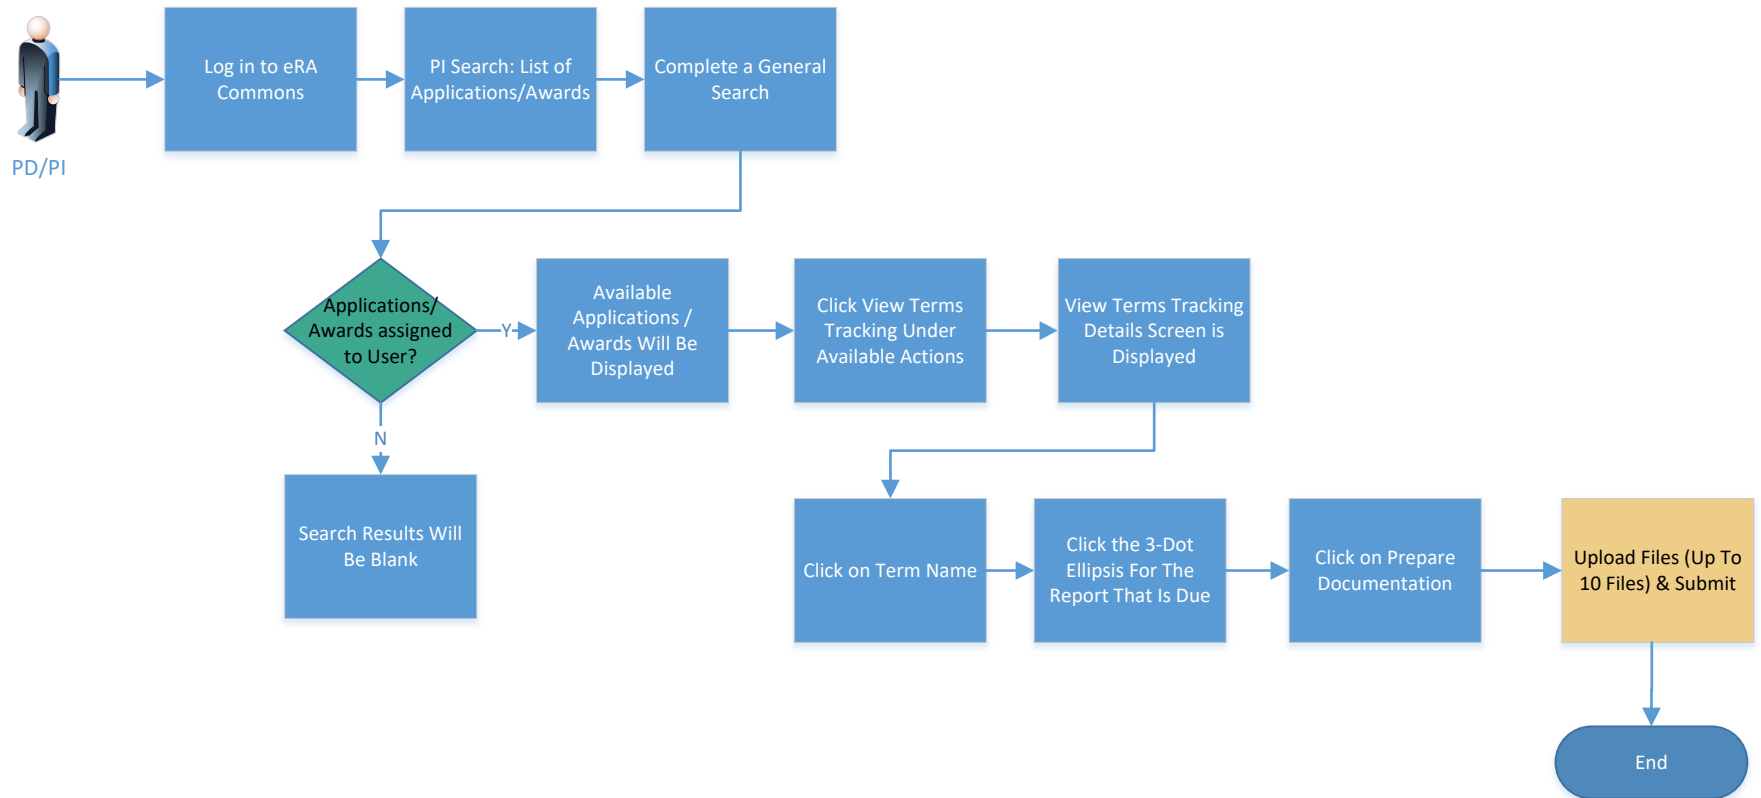 PD/PI
Log in to eRA
Commons
PI Search: List of
Applications/Awards
Complete a General
Search
Applications/
Awards assigned
to User?
Y
N
Search Results Will
Be Blank
Available
Applications /
Awards Will Be
Displayed
Click View Terms
Tracking Under
Available Actions
View Terms Tracking
Details Screen is
Displayed
Click on Term Name
Click the 3-Dot
Ellipsis For The
Report That Is Due
Click on Prepare
Documentation
Upload Files (Up To
10 Files) & Submit
End